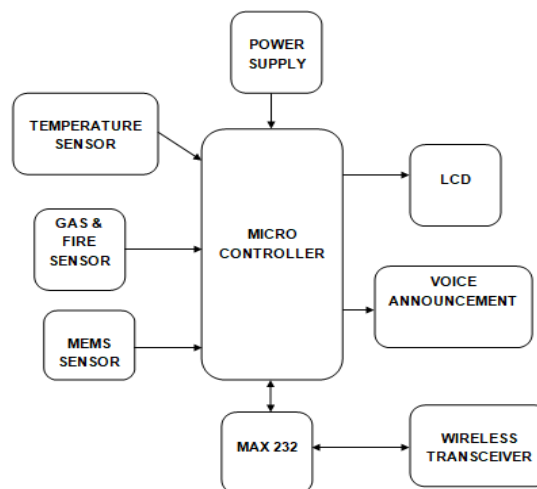 POWER
SUPPLY
TEMPERATURE
SENSOR
GAS &
FIRE
SENSOR
MEMS
SENSOR
MICRO
CONTROLLER
LCD
VOICE
ANNOUNCEMENT
MAX 232
WIRELESS
TRANSCEIVER